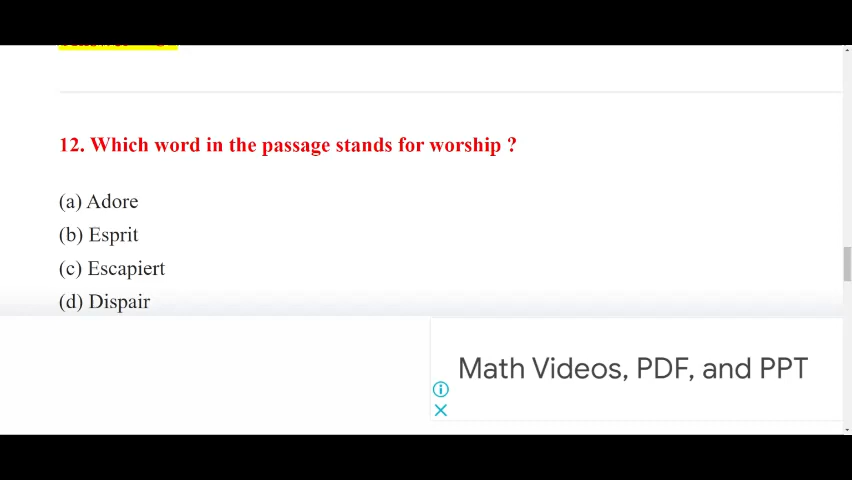 12. Which word in the passage stands for worship ?
(a) Adore
(b) Esprit
(c) Escapiert
(d) Dispair
Math Videos, PDF, and PPT